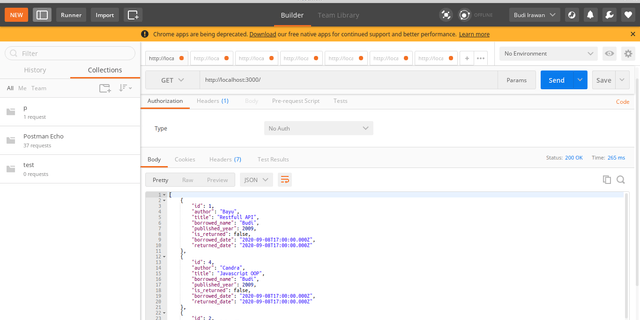 NEW Runner Import Builder Team Library OFFLINE Budi Irawan
Chrome apps are being deprecated. Download our free native apps for continued support and better performance. Learn more
Filter
History Collections
All Me Team
p
1 request
Postman Echo
37 requests
test
0 requests
http://loca http://loca http://loca http://loca http://loca http://loca http://loca + ••• No Environment
GET http://localhost:3000/ Params Send Save
Authorization Headers (1) Body Pre-request Script Tests Code
Type No Auth
Body Cookies Headers (7) Test Results Status: 200 OK Time: 265 ms
Pretty Raw Preview JSON
1 [
2 {
3 "id": 1,
4 "author": "Bayu",
5 "title": "Restfull API",
6 "borrowed_name": "Budi",
7 "published_year": 2009,
8 "is_returned": false,
9 "borrowed_date": "2020-09-08T17:00:00.000Z",
10 "returned_date": "2020-09-08T17:00:00.000Z"
11 },
12 {
13 "id": 4,
14 "author": "Candra",
15 "title": "Javascript OOP",
16 "borrowed_name": "Budi",
17 "published_year": 2009,
18 "is_returned": false,
19 "borrowed_date": "2020-09-08T17:00:00.000Z",
20 "returned_date": "2020-09-08T17:00:00.000Z"
21 },
22 {
23 "id": 2,